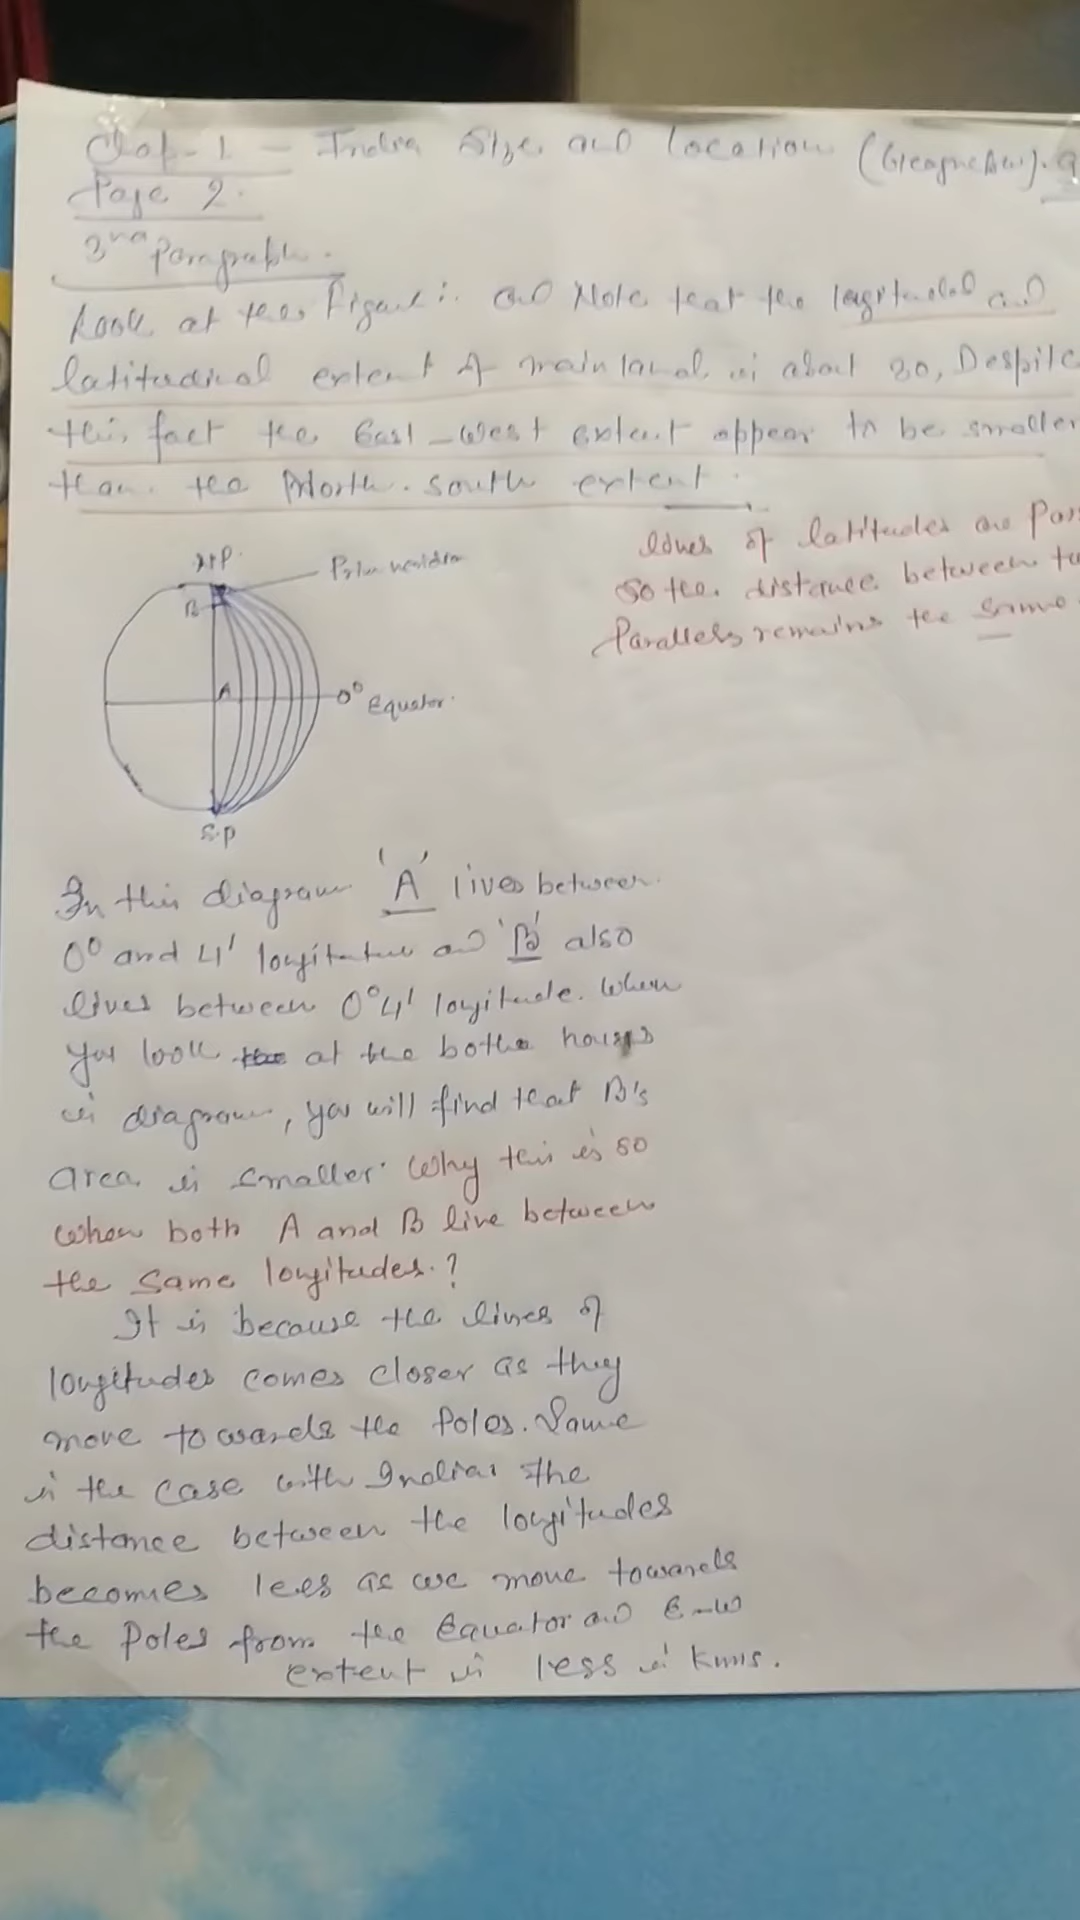 Chap-1 - India Size and Location (Geography). 9
Page 2.
3rd Paragraph.
Look at the Figure: and Note that the logitudal and
latitudinal extent of mainland is about 30, Despite
this fact the East-West extent appear to be smaller
than the North-south extent.
lines of latitudes are Par
so the distance between tw
Parallels remains the same
N.P.
Prime meridian
B
A
0° Equator.
S.P
In this diagram 'A' lives between
0° and 4' longitude and 'B' also
lives between 0° 4' longitude. When
you look the at the both houses
in diagram, you will find that B's
area is smaller. Why this is so
when both A and B live between
the same longitudes.?
It is because the lines of
longitudes comes closer as they
move towards the Poles. Same
is the case with India. The
distance between the longitudes
becomes less as we move towards
the Poles from the Equator and E-W
extent is less in Kms.